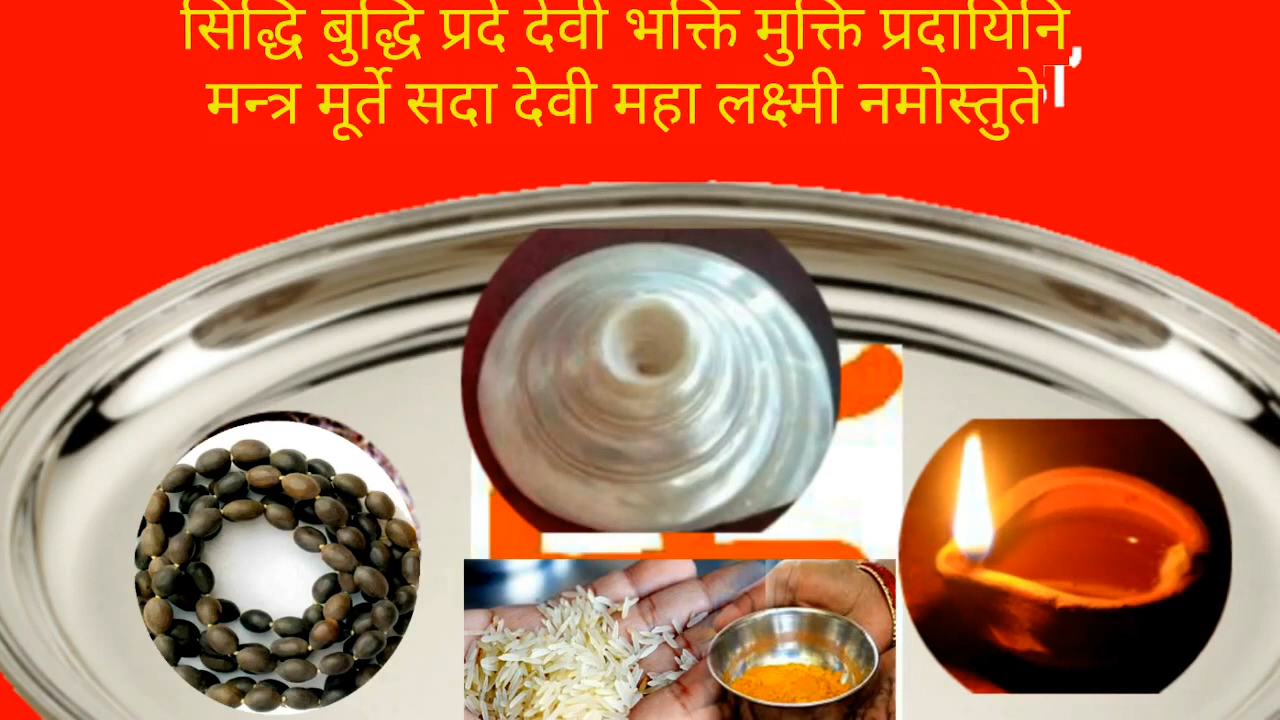 सिद्धि बुद्धि प्रदे देवी भक्ति मुक्ति प्रदायिनि
मन्त्र मूर्ते सदा देवी महा लक्ष्मी नमोस्तुते